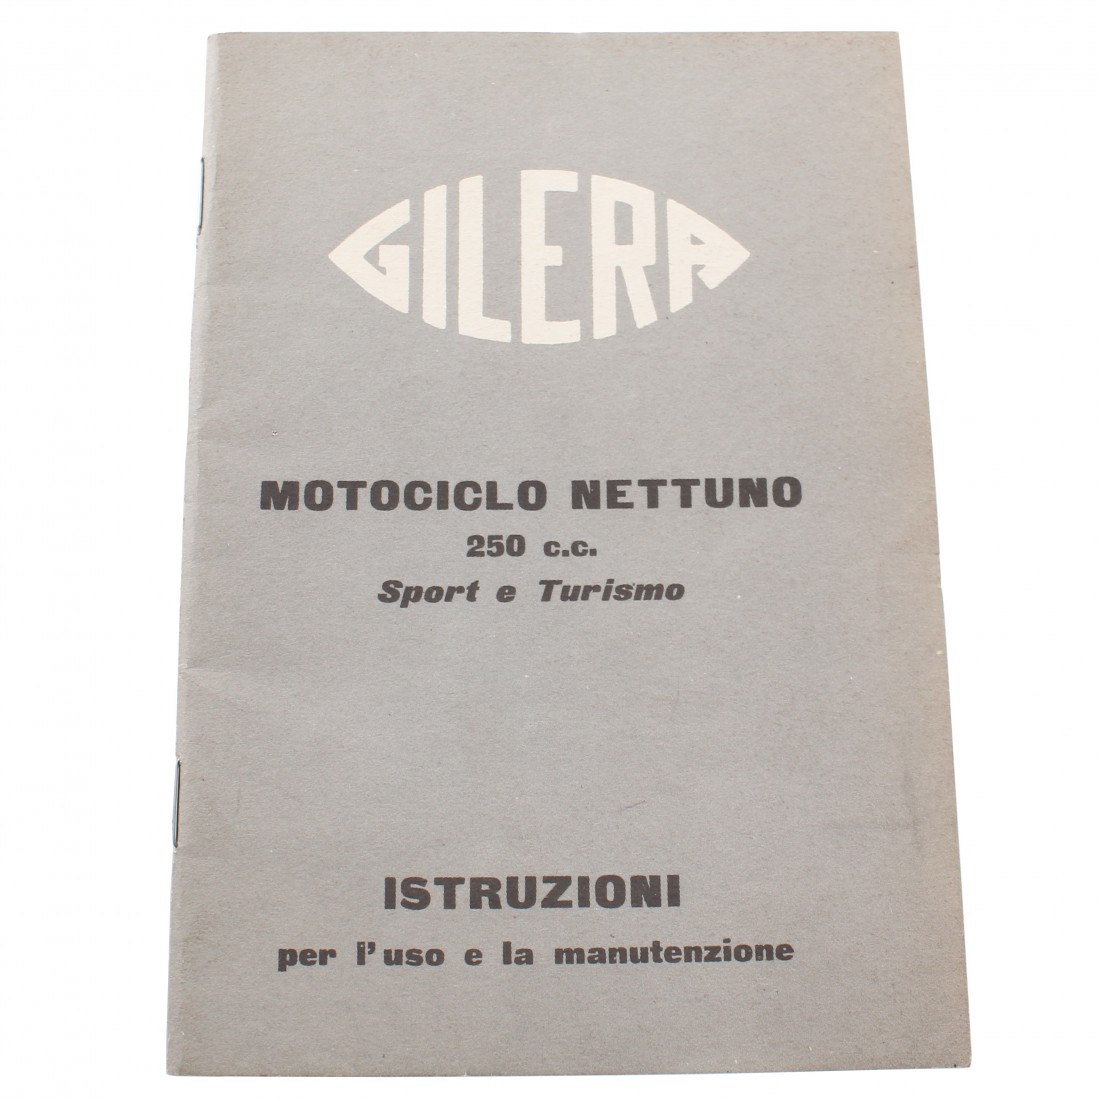 GILERA
MOTOCICLO NETTUNO
250 c.c.
Sport e Turismo
ISTRUZIONI
per l'uso e la manutenzione